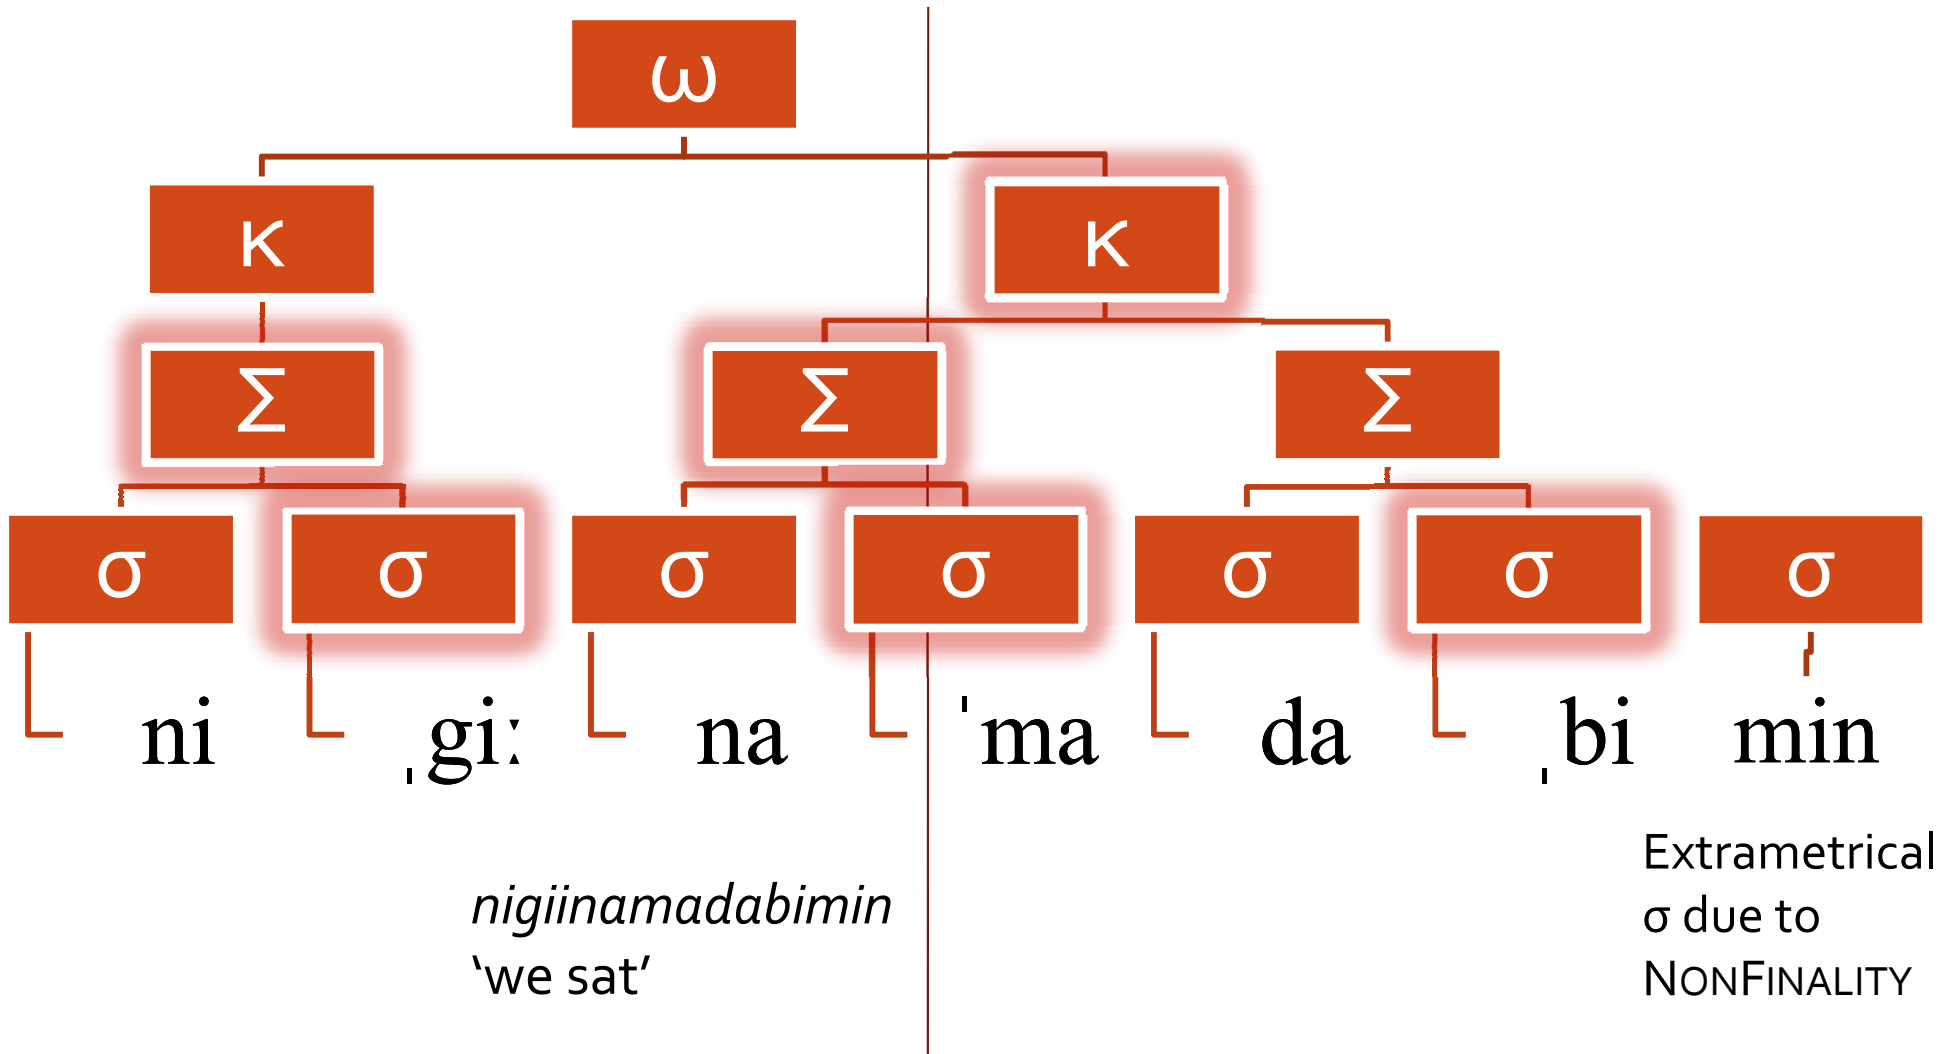 ω
κ κ
Σ Σ Σ
σ σ σ σ σ σ σ
ni ˌgiː na ˈma da ˌbi min
nigiinamadabimin
‘we sat’
Extrametrical
σ due to
NONFINALITY